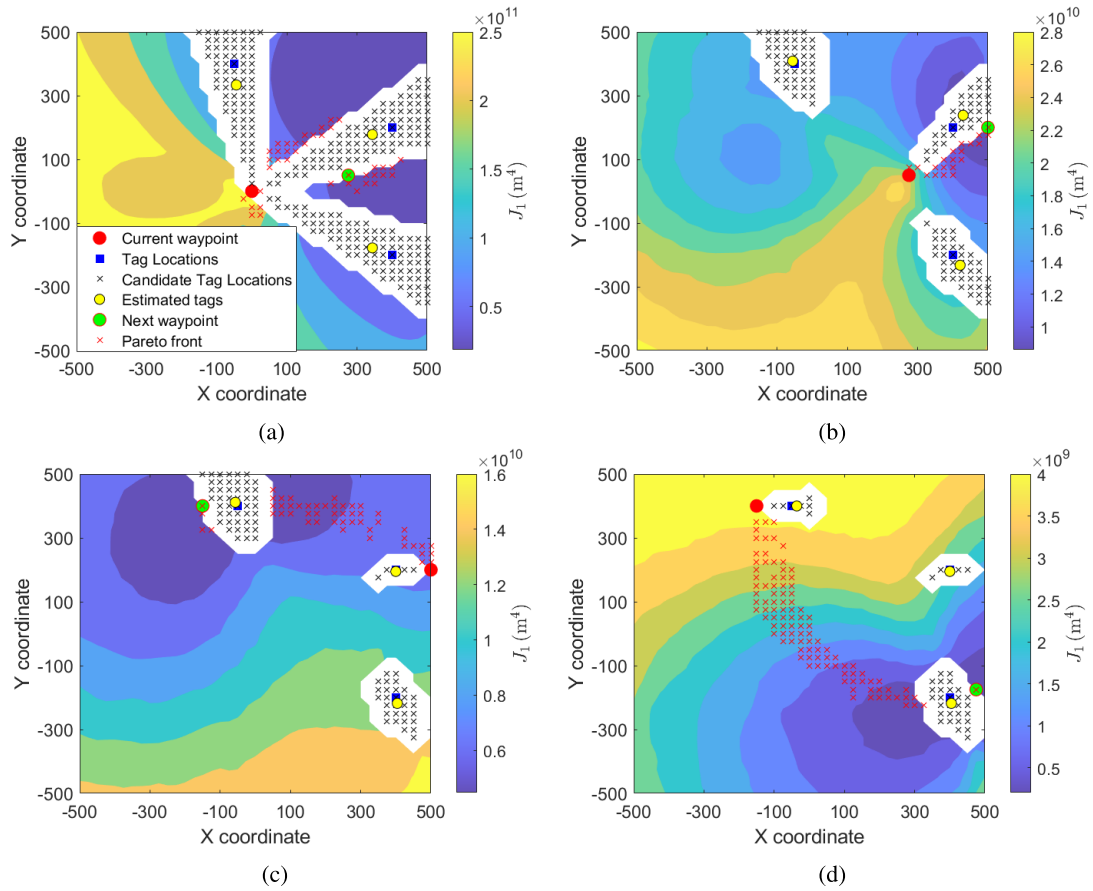 ×10^11
500
300
100
-100
-300
-500
Y coordinate
-500 -300 -100 100 300 500
X coordinate
2.5
2
1.5
1
0.5
J_1 (m^4)
Current waypoint
Tag Locations
Candidate Tag Locations
Estimated tags
Next waypoint
Pareto front
(a)
×10^10
500
300
100
-100
-300
-500
Y coordinate
-500 -300 -100 100 300 500
X coordinate
2.8
2.6
2.4
2.2
2
1.8
1.6
1.4
1.2
1
J_1 (m^4)
(b)
×10^10
500
300
100
-100
-300
-500
Y coordinate
-500 -300 -100 100 300 500
X coordinate
1.6
1.4
1.2
1
0.8
0.6
J_1 (m^4)
(c)
×10^9
500
300
100
-100
-300
-500
Y coordinate
-500 -300 -100 100 300 500
X coordinate
4
3.5
3
2.5
2
1.5
1
0.5
J_1 (m^4)
(d)